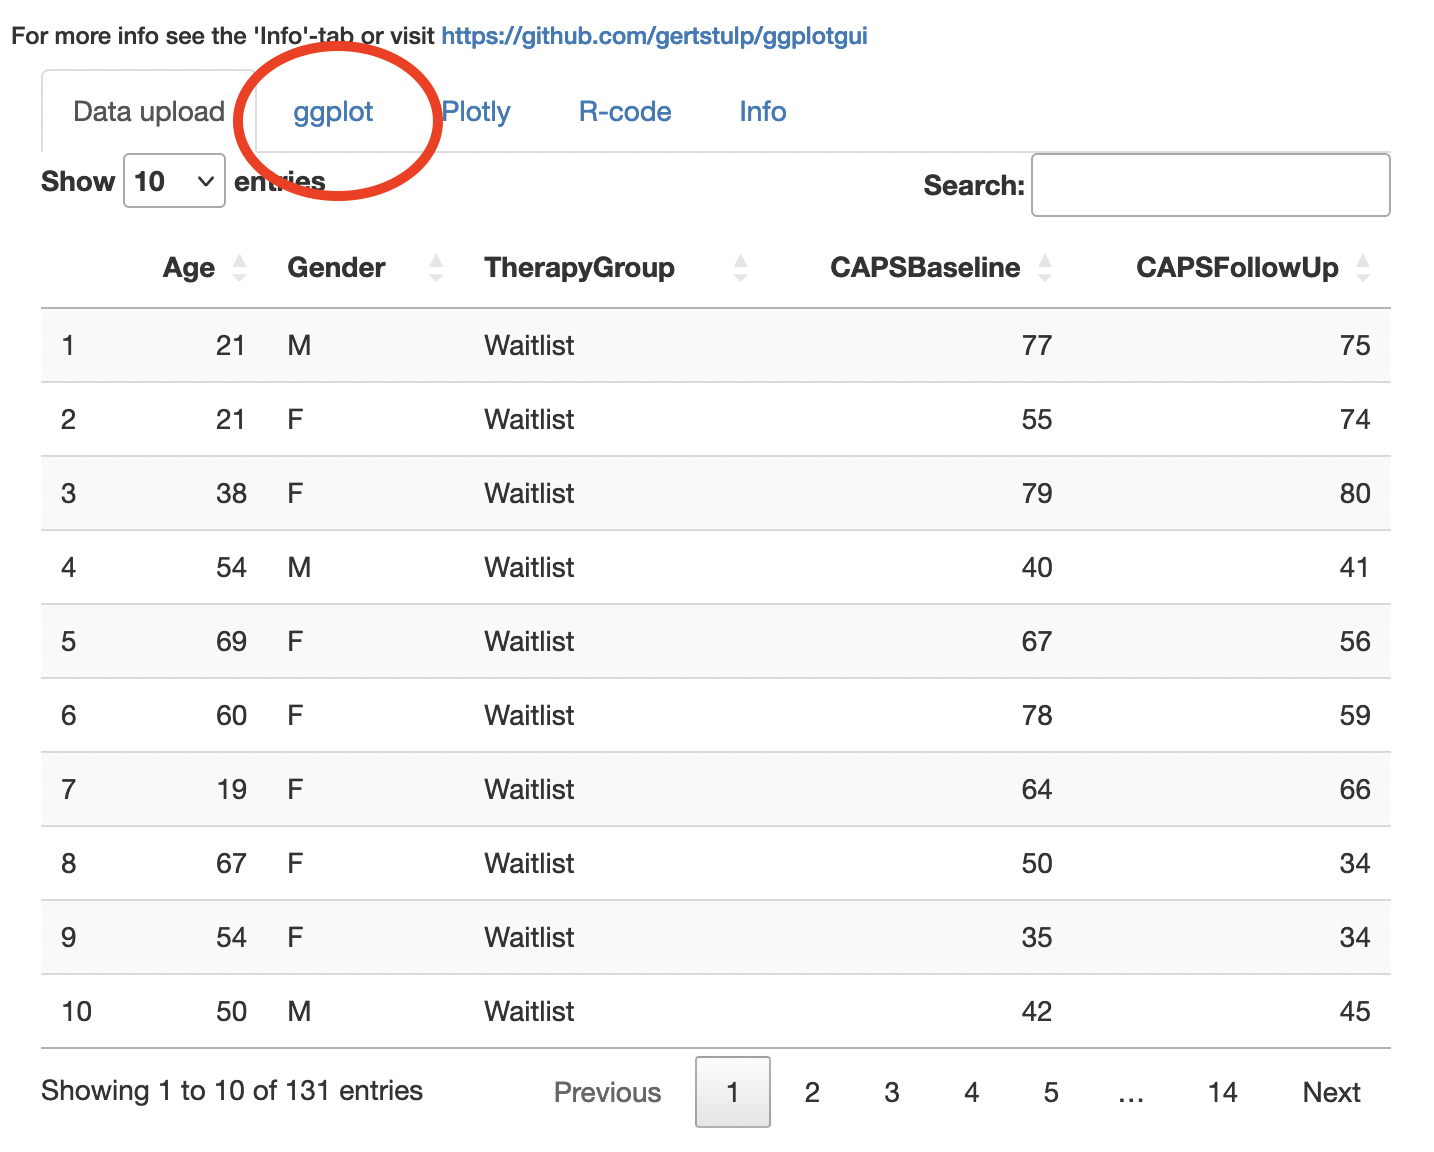 For more info see the 'Info'-tab or visit https://github.com/gertstulp/ggplotgui
Data upload ggplot Plotly R-code Info
Show 10 entries Search:
Age Gender TherapyGroup CAPSBaseline CAPSFollowUp
1 21 M Waitlist 77 75
2 21 F Waitlist 55 74
3 38 F Waitlist 79 80
4 54 M Waitlist 40 41
5 69 F Waitlist 67 56
6 60 F Waitlist 78 59
7 19 F Waitlist 64 66
8 67 F Waitlist 50 34
9 54 F Waitlist 35 34
10 50 M Waitlist 42 45
Showing 1 to 10 of 131 entries Previous 1 2 3 4 5 … 14 Next